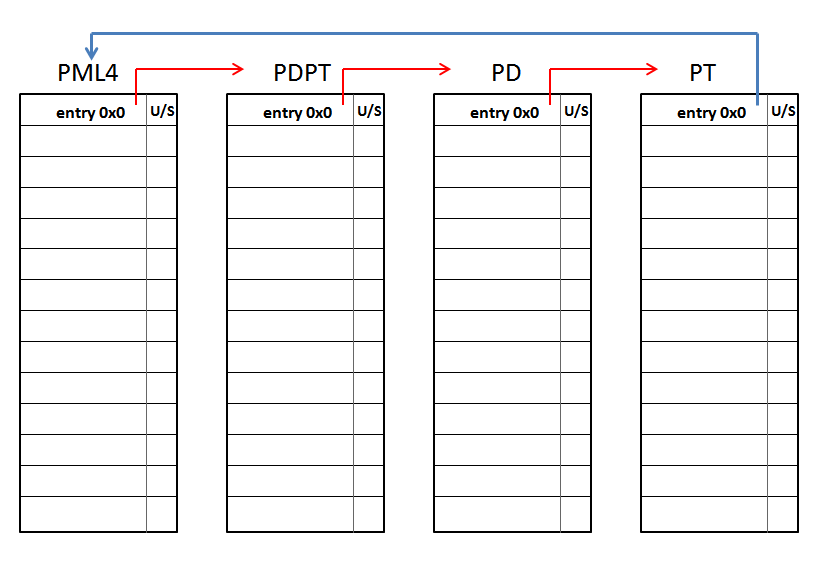 PML4 PDPT PD PT
entry 0x0 U/S entry 0x0 U/S entry 0x0 U/S entry 0x0 U/S